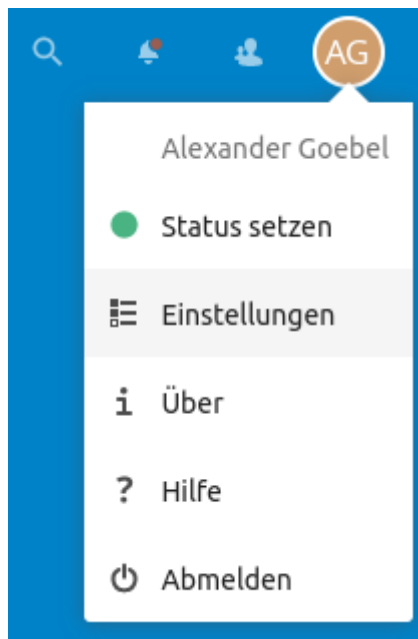 AG
Alexander Goebel
Status setzen
Einstellungen
Über
Hilfe
Abmelden